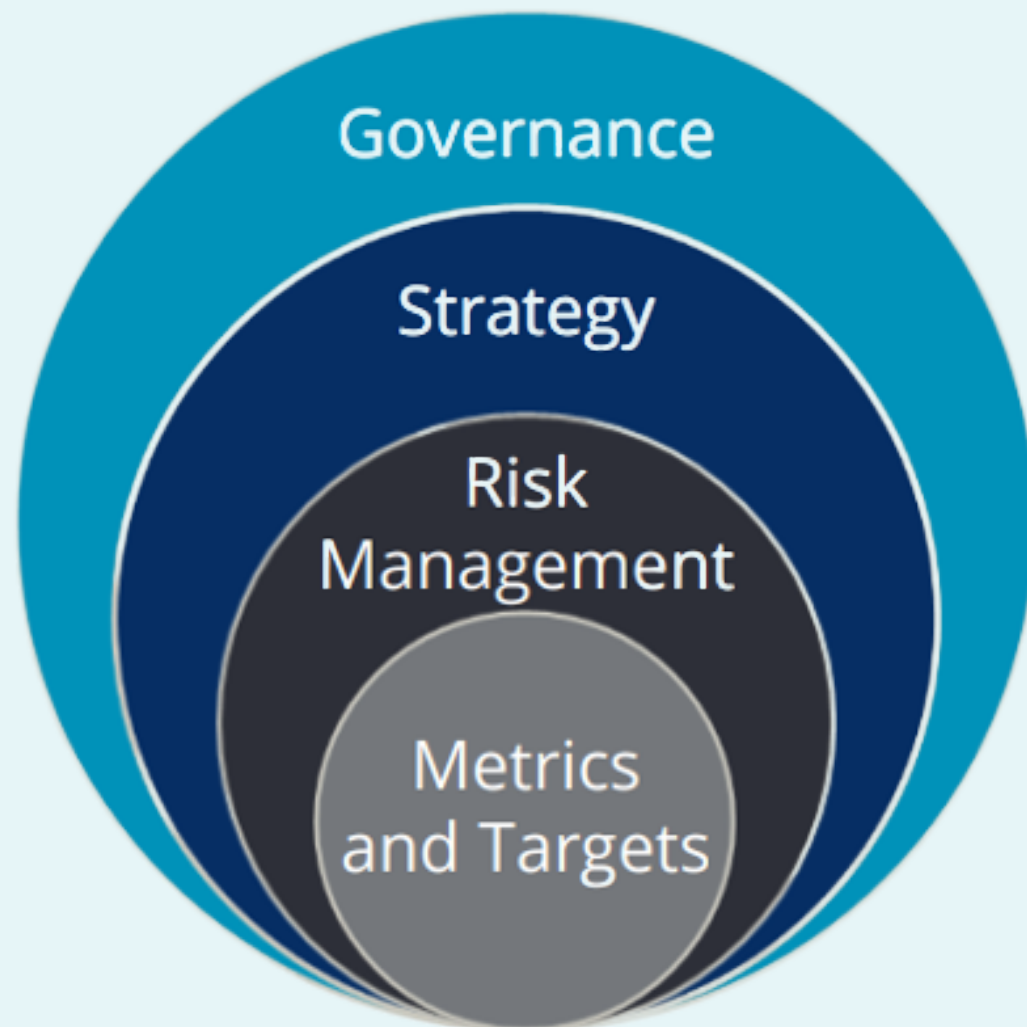 Governance
Strategy
Risk
Management
Metrics
and Targets